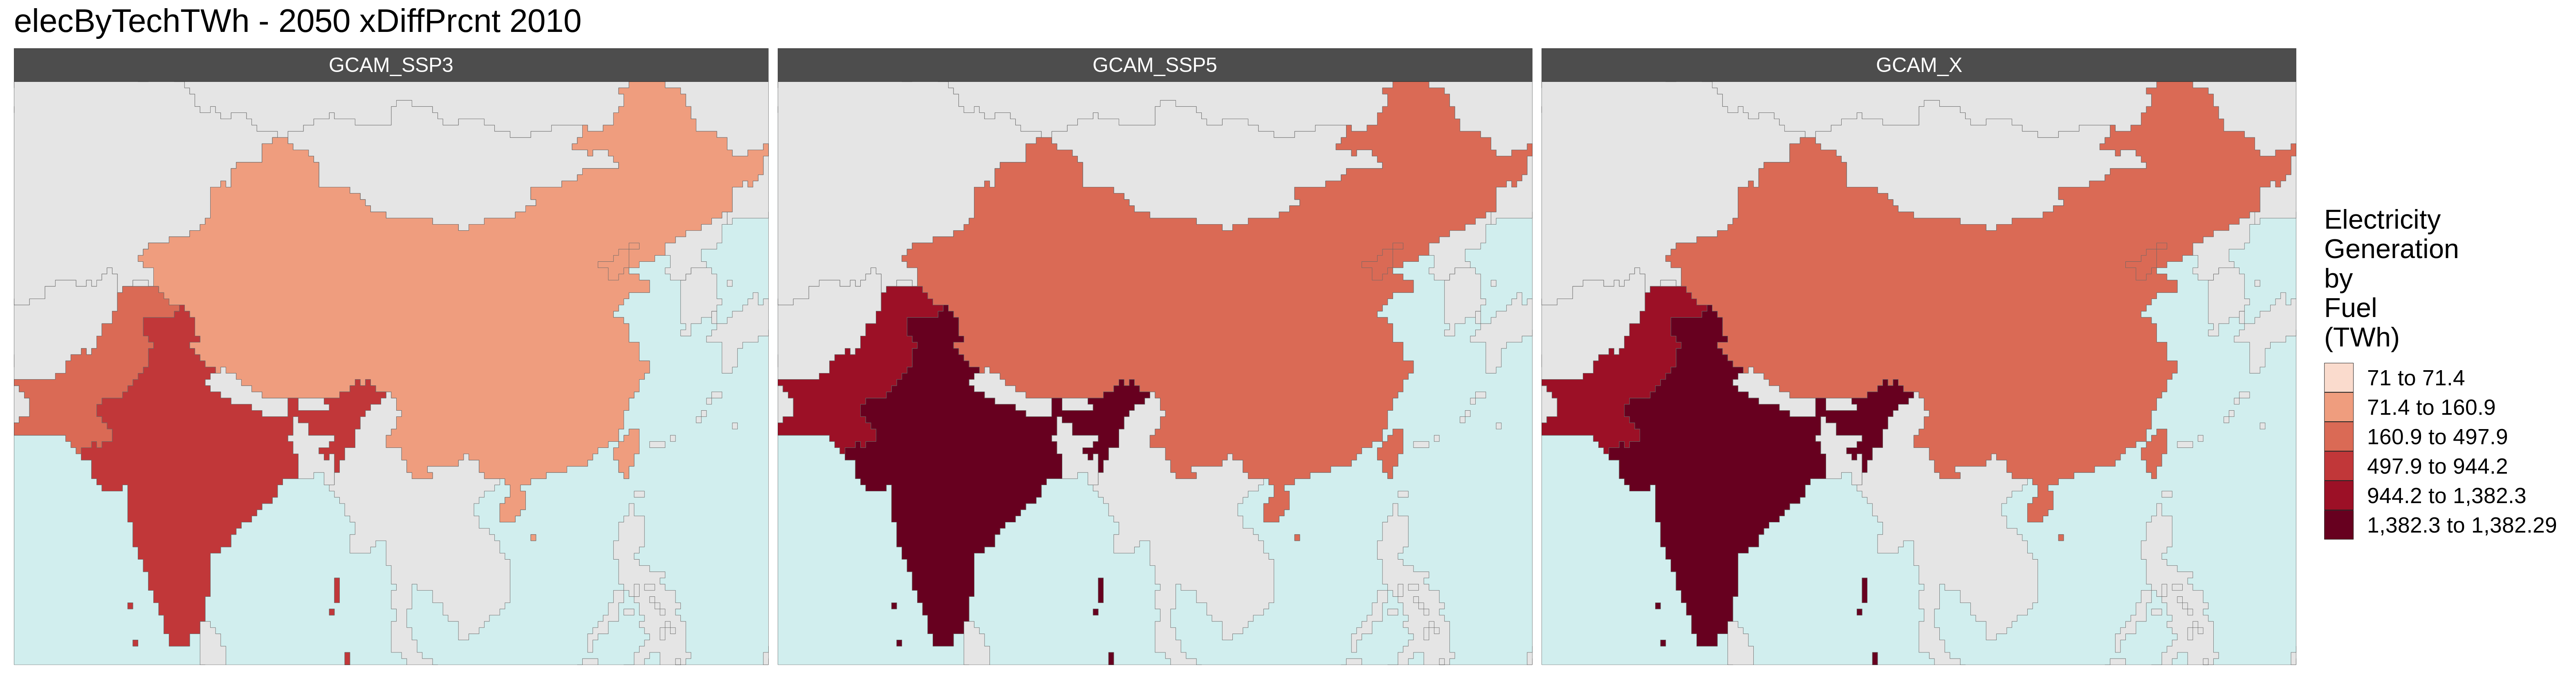 elecByTechTWh - 2050 xDiffPrcnt 2010
GCAM_SSP3
GCAM_SSP5
GCAM_X
Electricity
Generation
by
Fuel
(TWh)
71 to 71.4
71.4 to 160.9
160.9 to 497.9
497.9 to 944.2
944.2 to 1,382.3
1,382.3 to 1,382.29